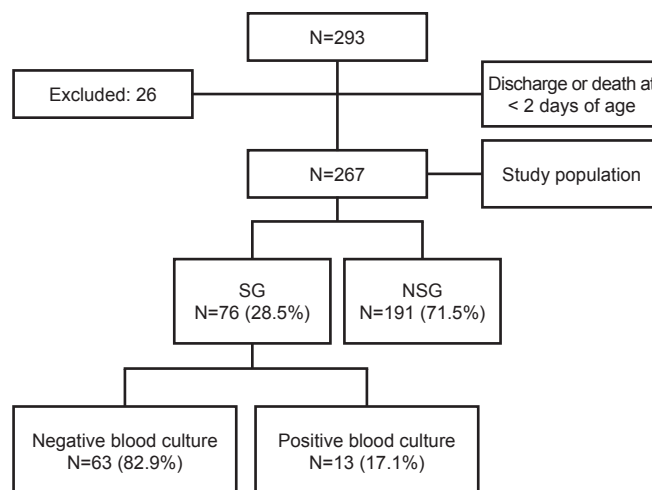 N=293
Excluded: 26
Discharge or death at
< 2 days of age
N=267
Study population
SG
N=76 (28.5%)
NSG
N=191 (71.5%)
Negative blood culture
N=63 (82.9%)
Positive blood culture
N=13 (17.1%)